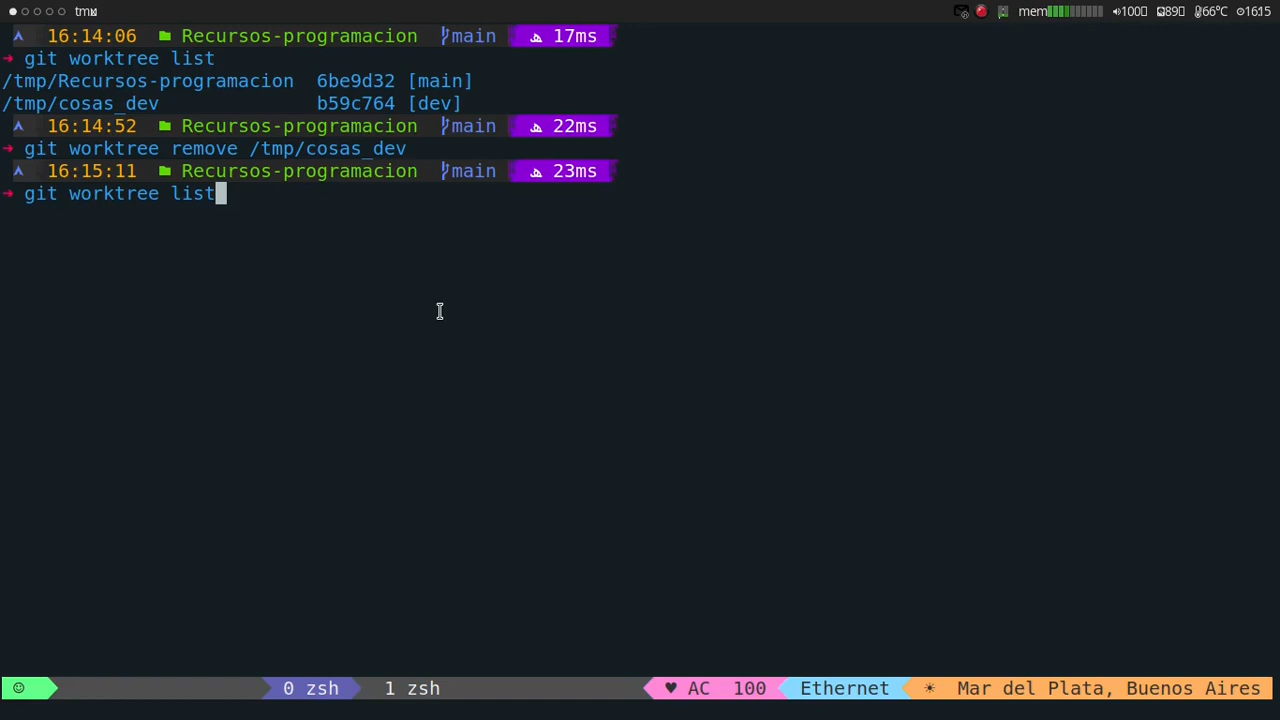 tmux
mem 100 89 66°C 16:15
16:14:06 Recursos-programacion main 17ms
➜ git worktree list
/tmp/Recursos-programacion 6be9d32 [main]
/tmp/cosas_dev b59c764 [dev]
16:14:52 Recursos-programacion main 22ms
➜ git worktree remove /tmp/cosas_dev
16:15:11 Recursos-programacion main 23ms
➜ git worktree list
0 zsh 1 zsh ♥ AC 100 Ethernet ☀ Mar del Plata, Buenos Aires